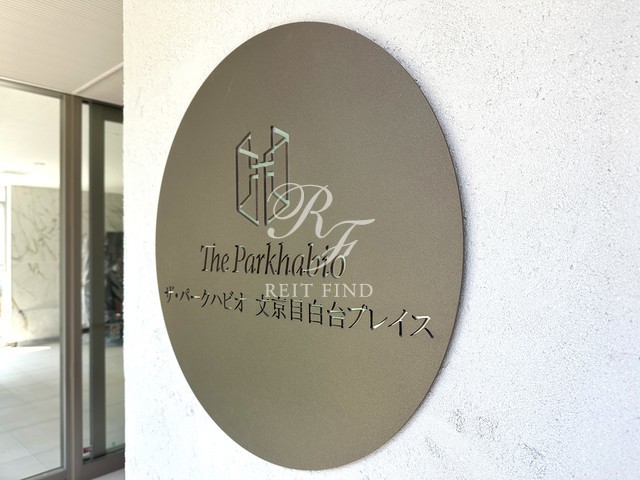 The Parkhabio
RF
REIT FIND
ザ・パークハビオ 文京目白台プレイス